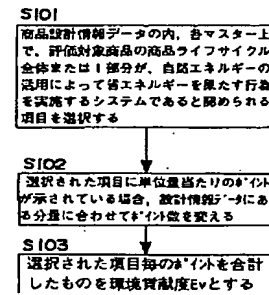 S101
商品設計情報データの内，各マスター上
で，評価対象商品の商品ライフサイクル
全体または1部分が，自然エネルギーの
活用によって省エネルギーを果たす行為
を実施するシステムであると認められる
項目を選択する
S102
選択された項目に単位量当たりのﾎﾟｲﾝﾄ
が示されている場合，設計情報ﾃﾞｰﾀにあ
る分量に合わせてﾎﾟｲﾝﾄ数を変える
S103
選択された項目毎のﾎﾟｲﾝﾄを合計
したものを環境貢献度Evとする